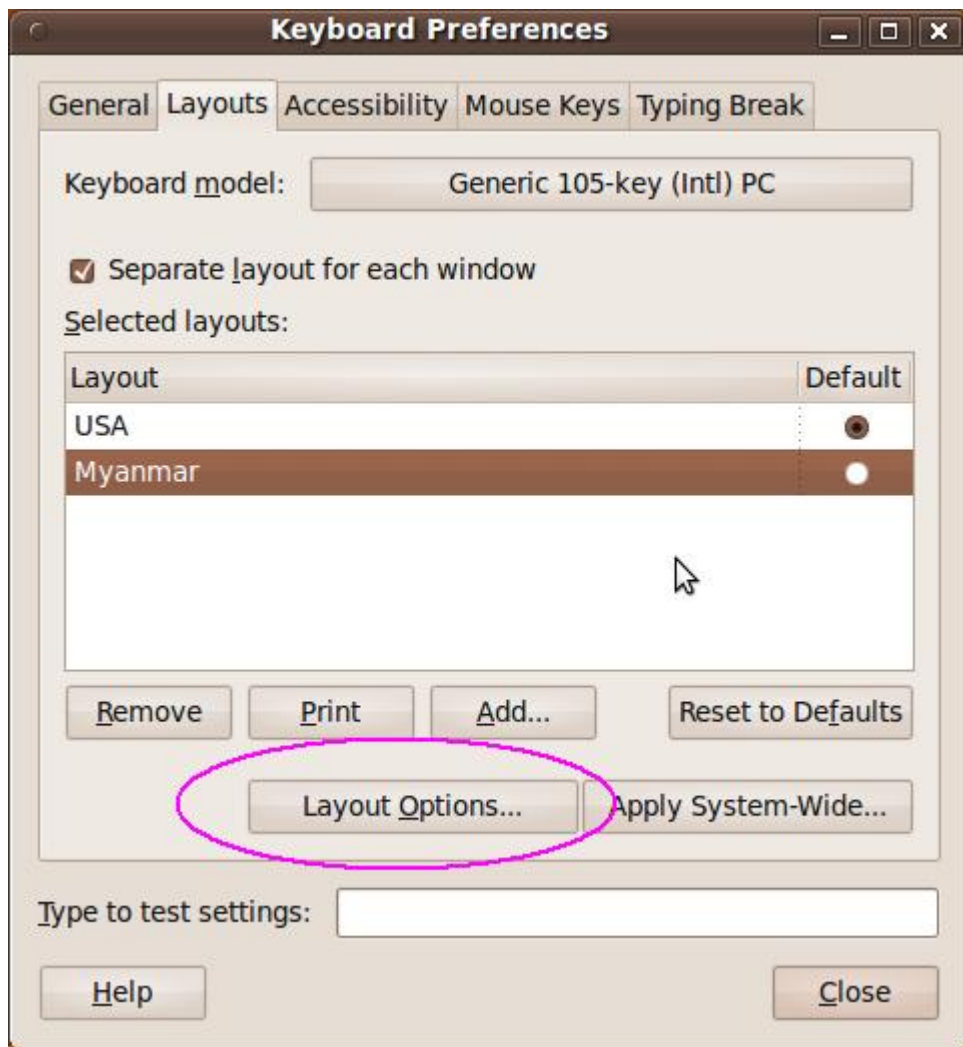 Keyboard Preferences
General Layouts Accessibility Mouse Keys Typing Break
Keyboard model: Generic 105-key (Intl) PC
Separate layout for each window
Selected layouts:
Layout Default
USA
Myanmar
Remove Print Add... Reset to Defaults
Layout Options... Apply System-Wide...
Type to test settings:
Help Close